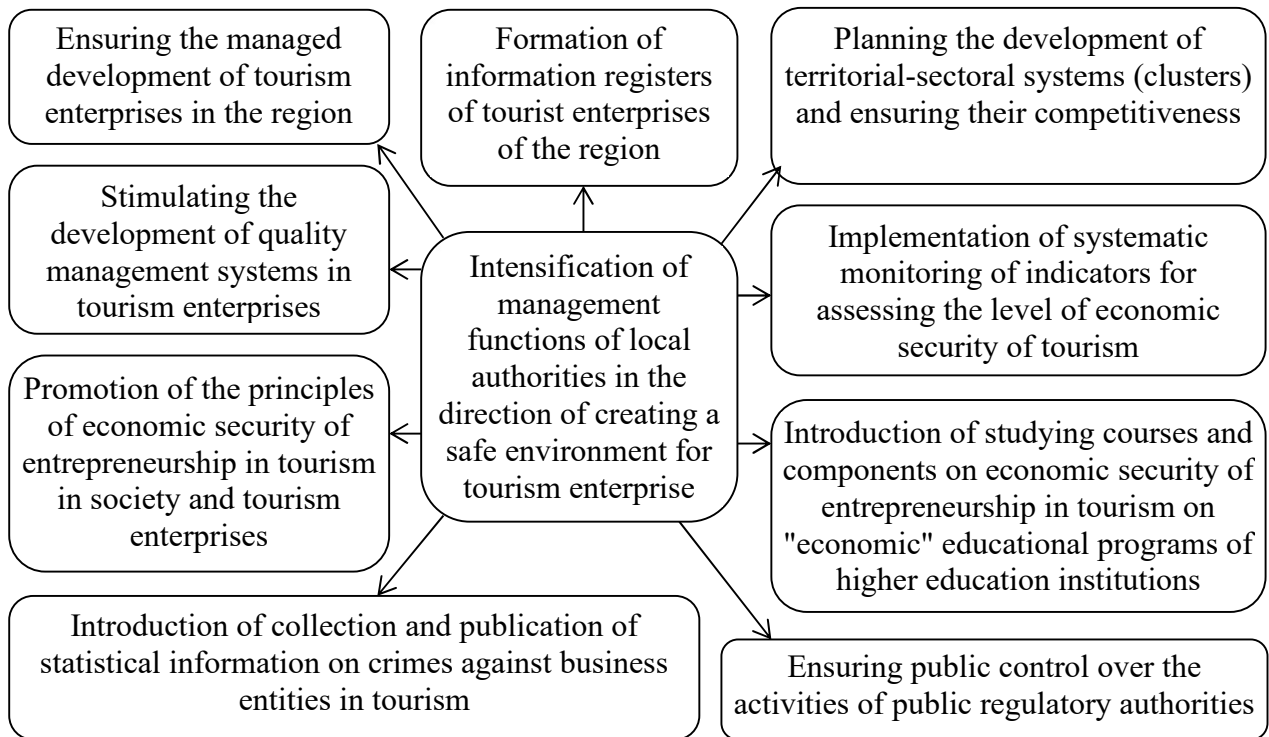 Ensuring the managed
development of tourism
enterprises in the region
Formation of
information registers
of tourist enterprises
of the region
Planning the development of
territorial-sectoral systems (clusters)
and ensuring their competitiveness
Stimulating the
development of quality
management systems in
tourism enterprises
Intensification of
management
functions of local
authorities in the
direction of creating a
safe environment for
tourism enterprise
Implementation of systematic
monitoring of indicators for
assessing the level of economic
security of tourism
Promotion of the principles
of economic security of
entrepreneurship in tourism
in society and tourism
enterprises
Introduction of studying courses and
components on economic security of
entrepreneurship in tourism on
"economic" educational programs of
higher education institutions
Introduction of collection and publication of
statistical information on crimes against business
entities in tourism
Ensuring public control over the
activities of public regulatory authorities